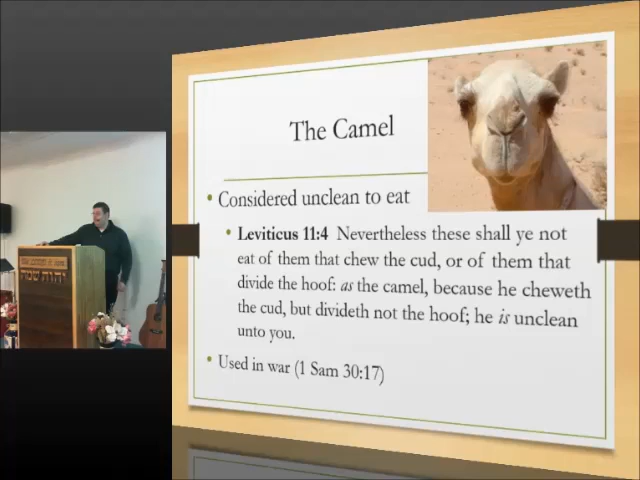 The Camel
Considered unclean to eat
Leviticus 11:4 Nevertheless these shall ye not
eat of them that chew the cud, or of them that
divide the hoof: as the camel, because he cheweth
the cud, but divideth not the hoof; he is unclean
unto you.
Used in war (1 Sam 30:17)